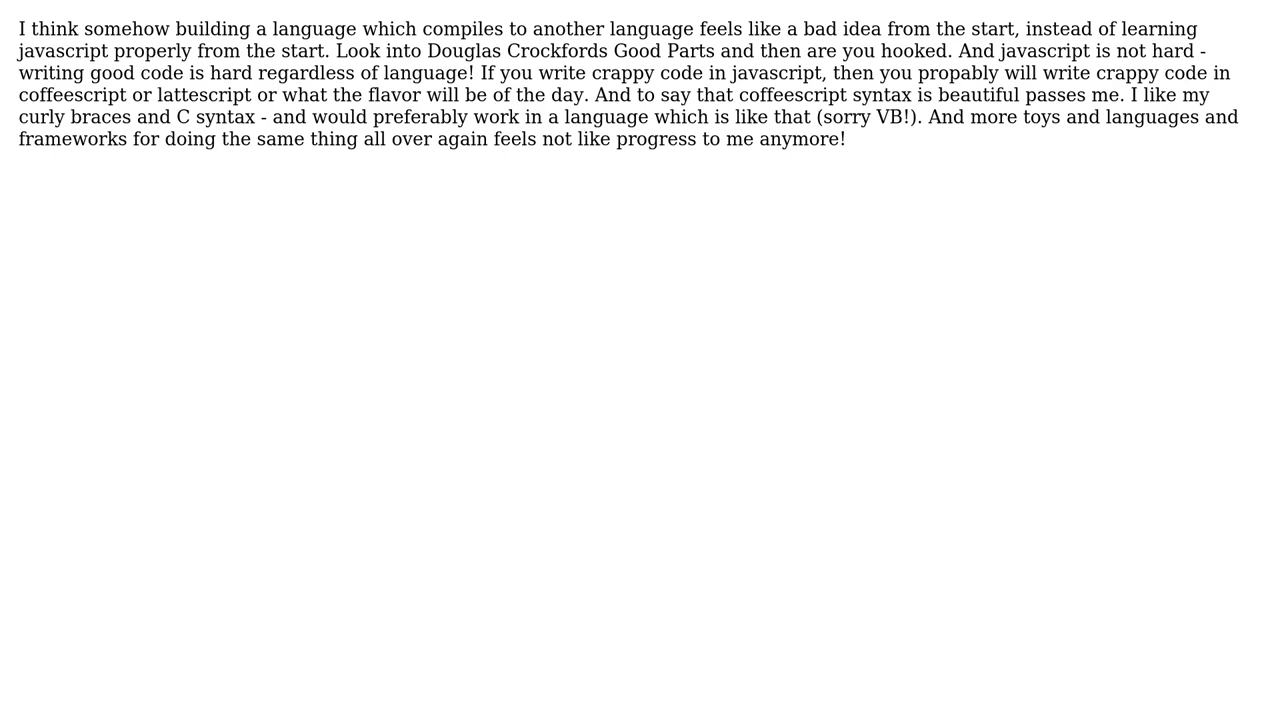 I think somehow building a language which compiles to another language feels like a bad idea from the start, instead of learning
javascript properly from the start. Look into Douglas Crockfords Good Parts and then are you hooked. And javascript is not hard -
writing good code is hard regardless of language! If you write crappy code in javascript, then you propably will write crappy code in
coffeescript or lattescript or what the flavor will be of the day. And to say that coffeescript syntax is beautiful passes me. I like my
curly braces and C syntax - and would preferably work in a language which is like that (sorry VB!). And more toys and languages and
frameworks for doing the same thing all over again feels not like progress to me anymore!